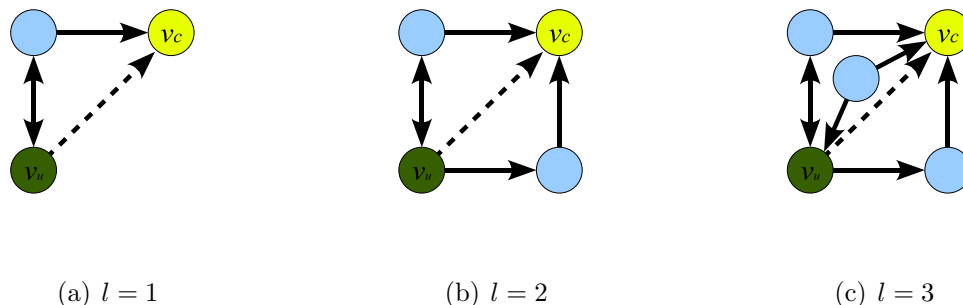 v_c v_c v_c
v_u v_u v_u
(a) l = 1 (b) l = 2 (c) l = 3